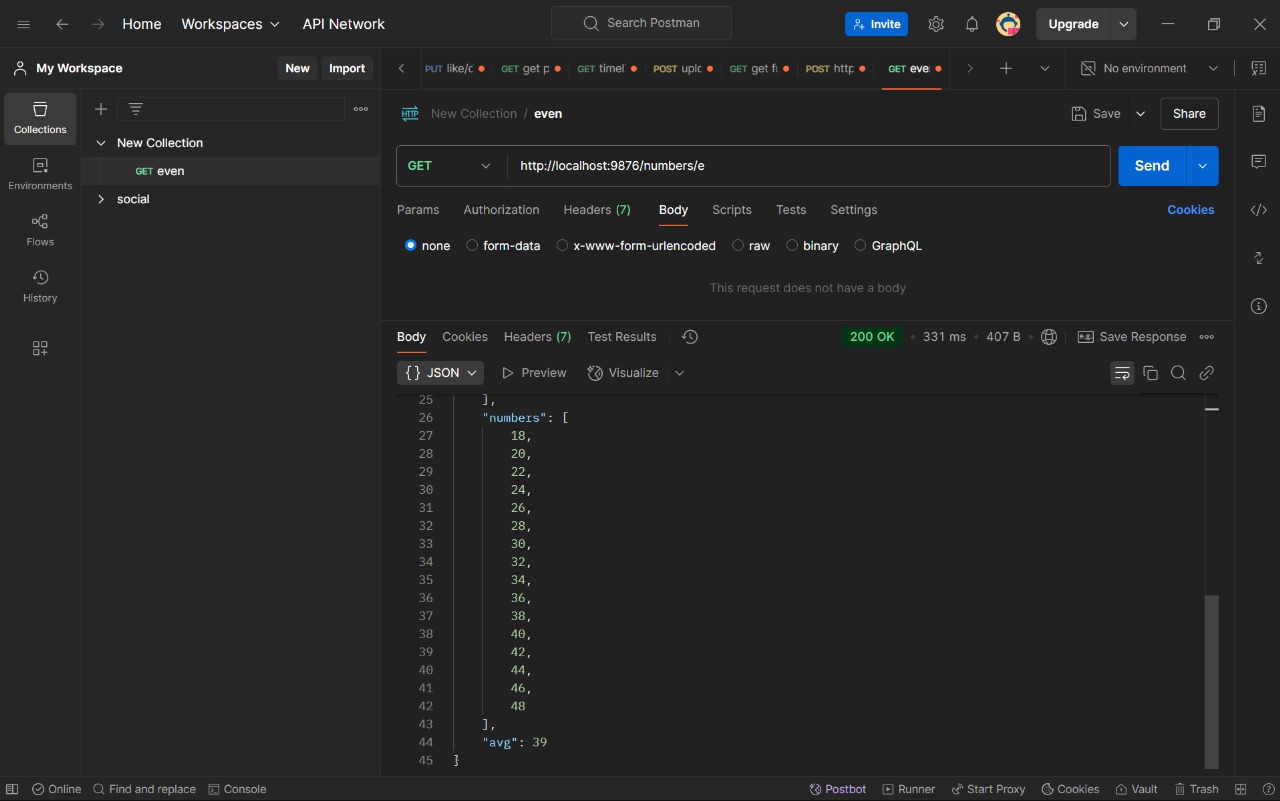 Home Workspaces API Network Search Postman Invite Upgrade
My Workspace New Import PUT like/c GET get p GET timel POST uplo GET get f POST http GET eve No environment
Collections
Environments
Flows
History
New Collection
GET even
social
HTTP New Collection / even Save Share
GET http://localhost:9876/numbers/e Send
Params Authorization Headers (7) Body Scripts Tests Settings Cookies
none form-data x-www-form-urlencoded raw binary GraphQL
This request does not have a body
Body Cookies Headers (7) Test Results 200 OK 331 ms 407 B e.g. Save Response
{} JSON Preview Visualize
25 ],
26 "numbers": [
27 18,
28 20,
29 22,
30 24,
31 26,
32 28,
33 30,
34 32,
35 34,
36 36,
37 38,
38 40,
39 42,
40 44,
41 46,
42 48
43 ],
44 "avg": 39
45 }
Online Find and replace Console Postbot Runner Start Proxy Cookies Vault Trash